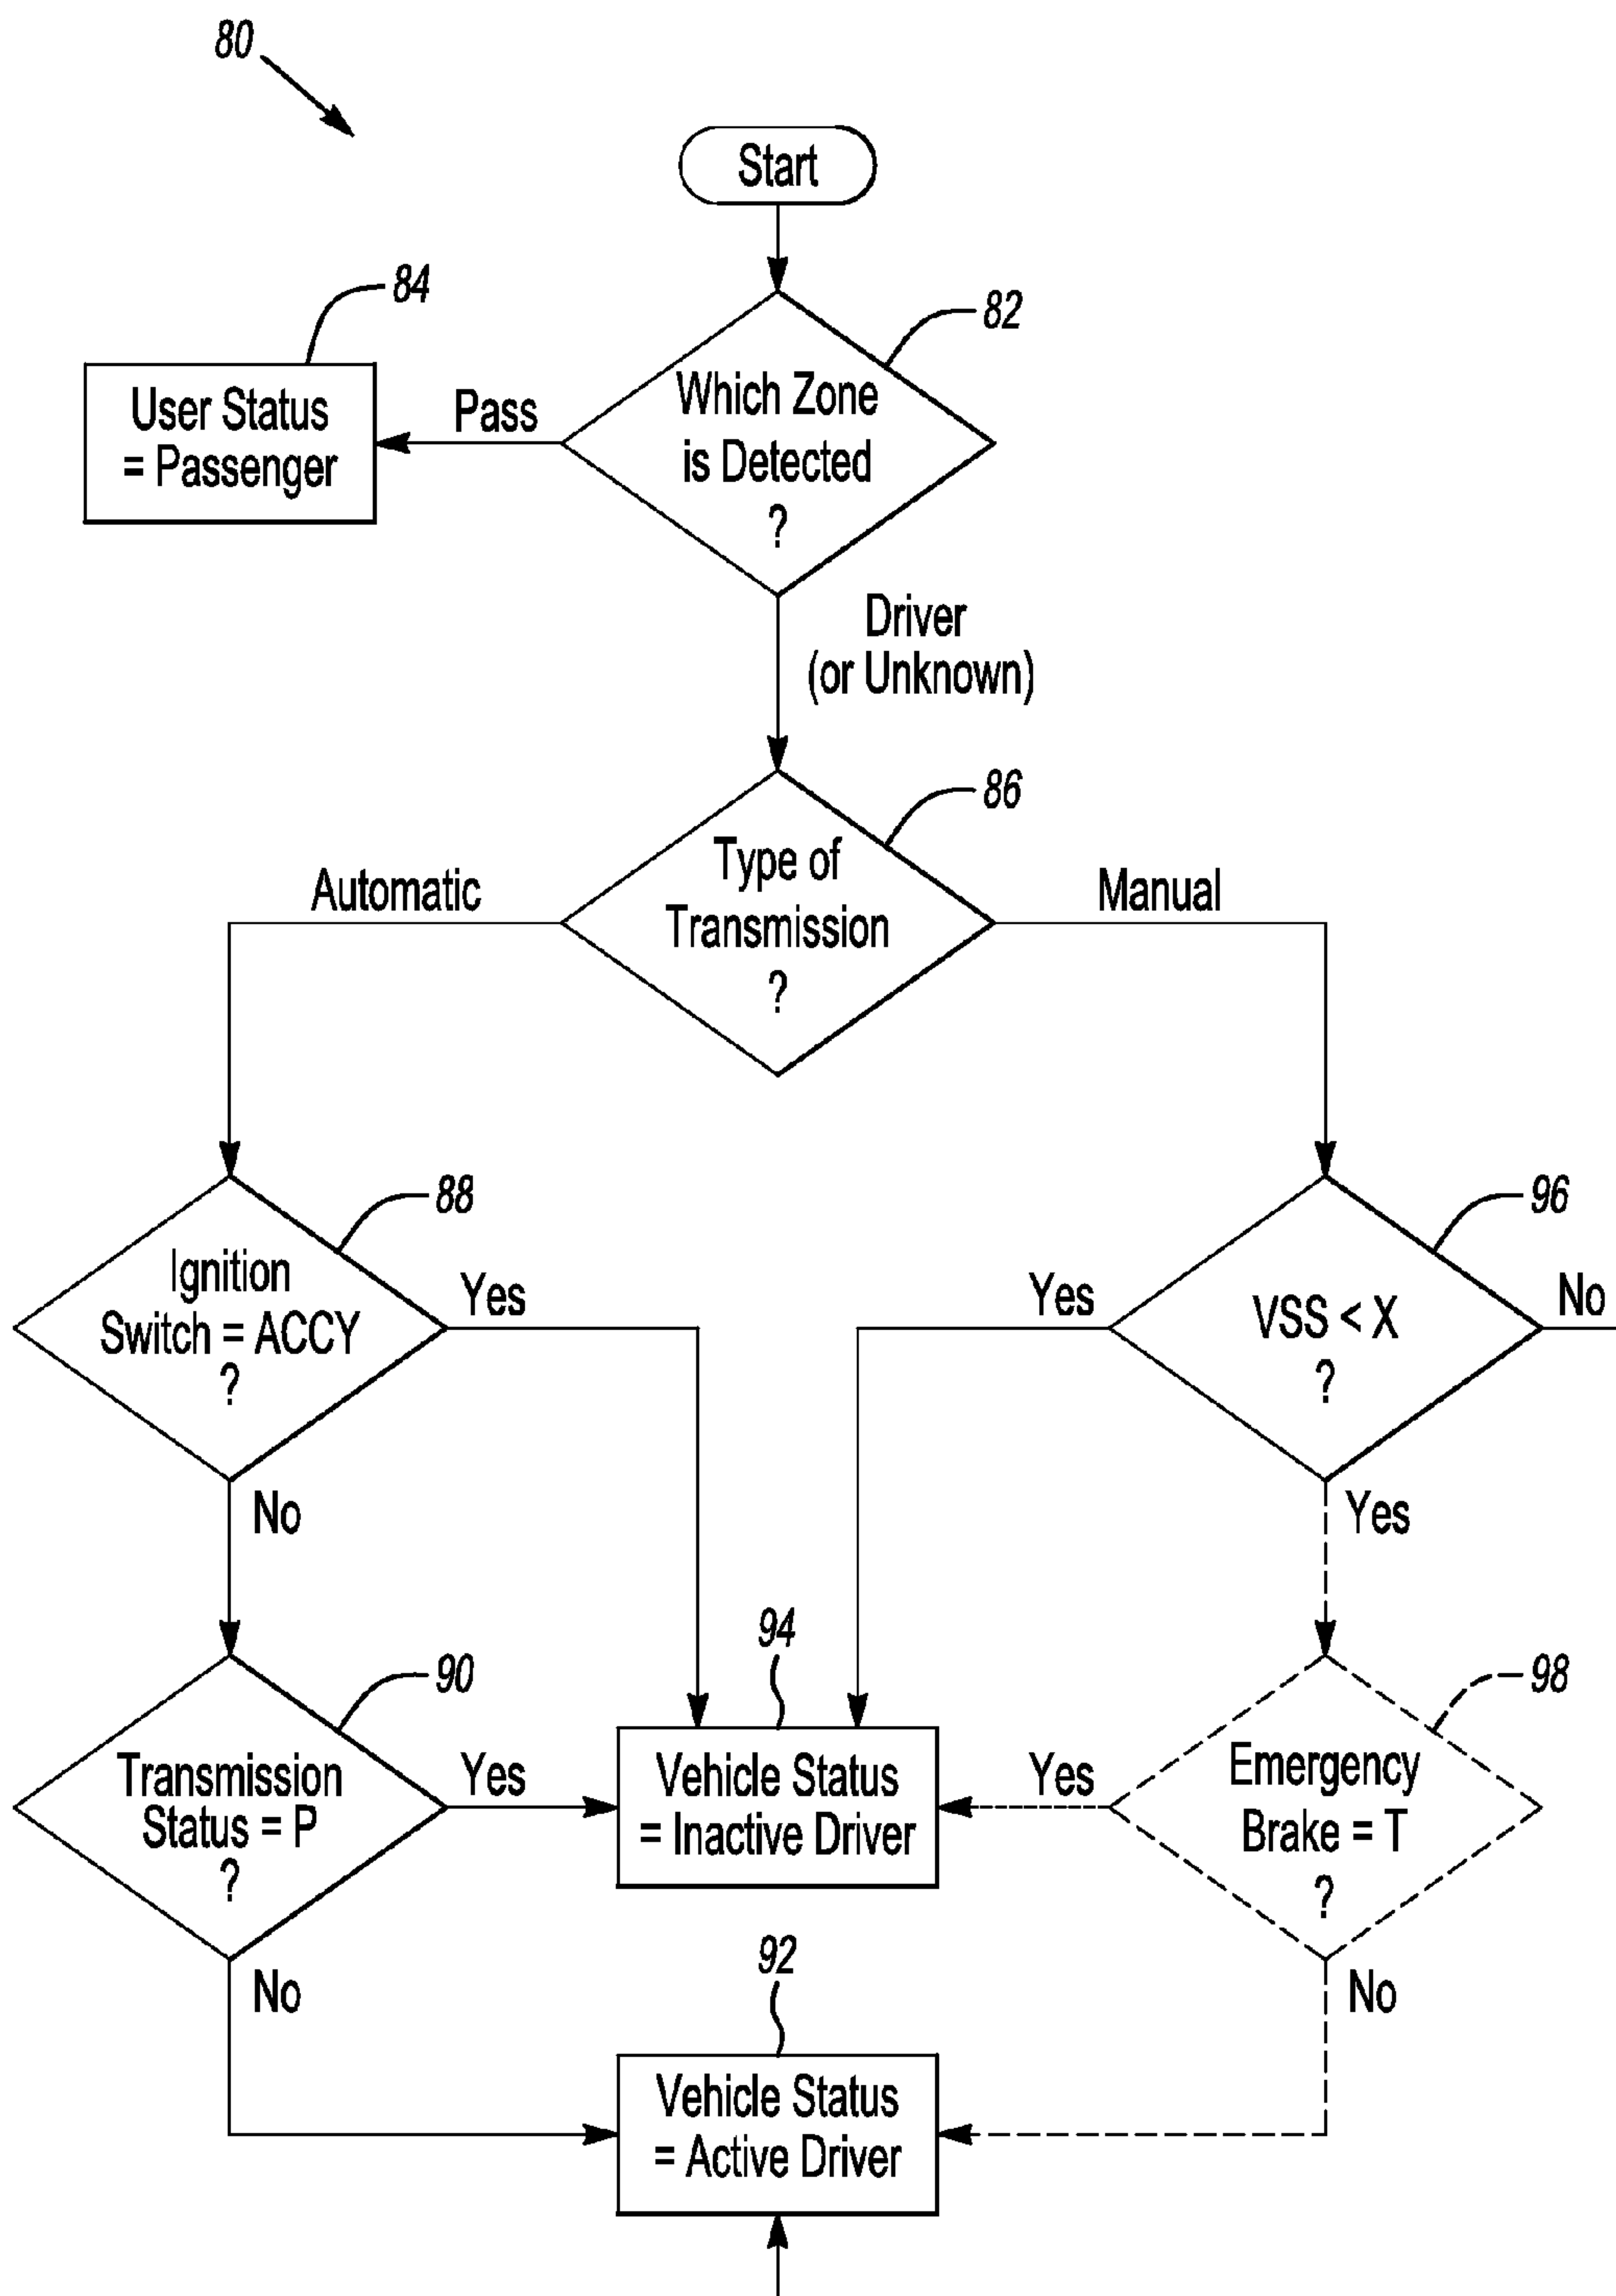 80
Start
84
82
User Status
= Passenger
Pass
Which Zone
is Detected
?
Driver
(or Unknown)
86
Automatic
Type of
Transmission
?
Manual
88
96
Ignition
Switch = ACCY
?
Yes
Yes
VSS < X
?
No
No
Yes
94
90
98
Transmission
Status = P
?
Yes
Vehicle Status
= Inactive Driver
Yes
Emergency
Brake = T
?
92
No
No
Vehicle Status
= Active Driver